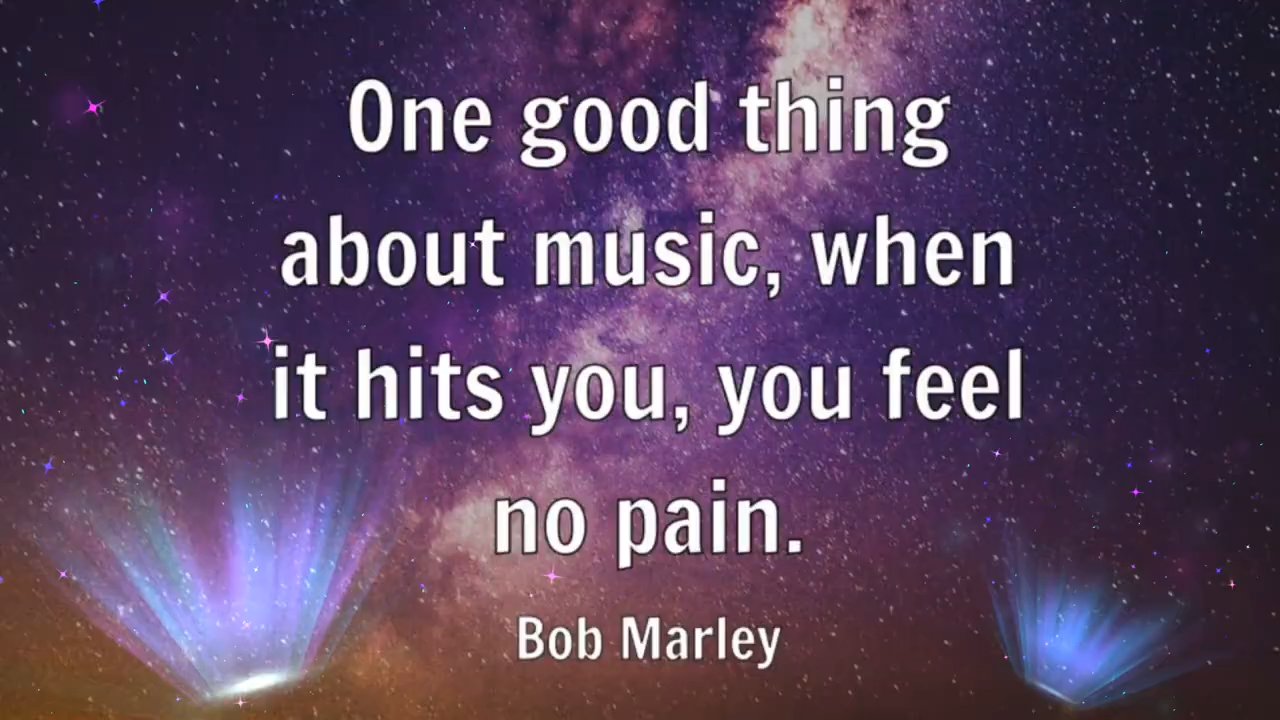 One good thing
about music, when
it hits you, you feel
no pain.
Bob Marley